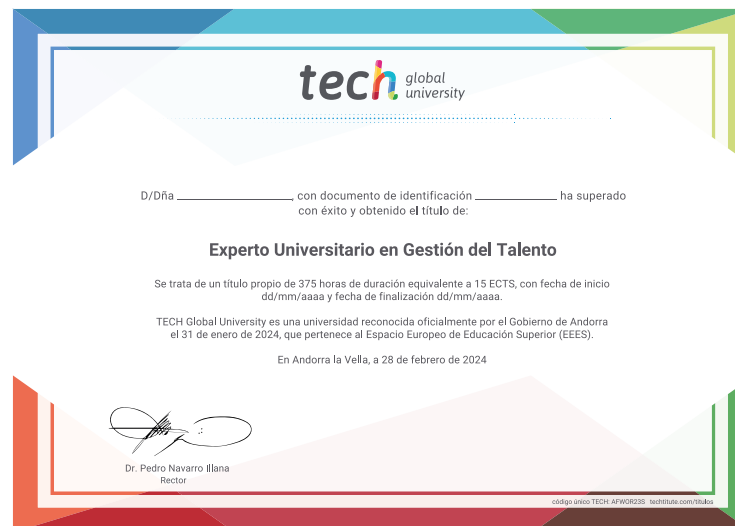 tech global university
D/Dña ____________________, con documento de identificación ______________ ha superado
con éxito y obtenido el título de:
Experto Universitario en Gestión del Talento
Se trata de un título propio de 375 horas de duración equivalente a 15 ECTS, con fecha de inicio
dd/mm/aaaa y fecha de finalización dd/mm/aaaa.
TECH Global University es una universidad reconocida oficialmente por el Gobierno de Andorra
el 31 de enero de 2024, que pertenece al Espacio Europeo de Educación Superior (EEES).
En Andorra la Vella, a 28 de febrero de 2024
Dr. Pedro Navarro Illana
Rector
código único TECH: AFWOR23S techtitute.com/titulos